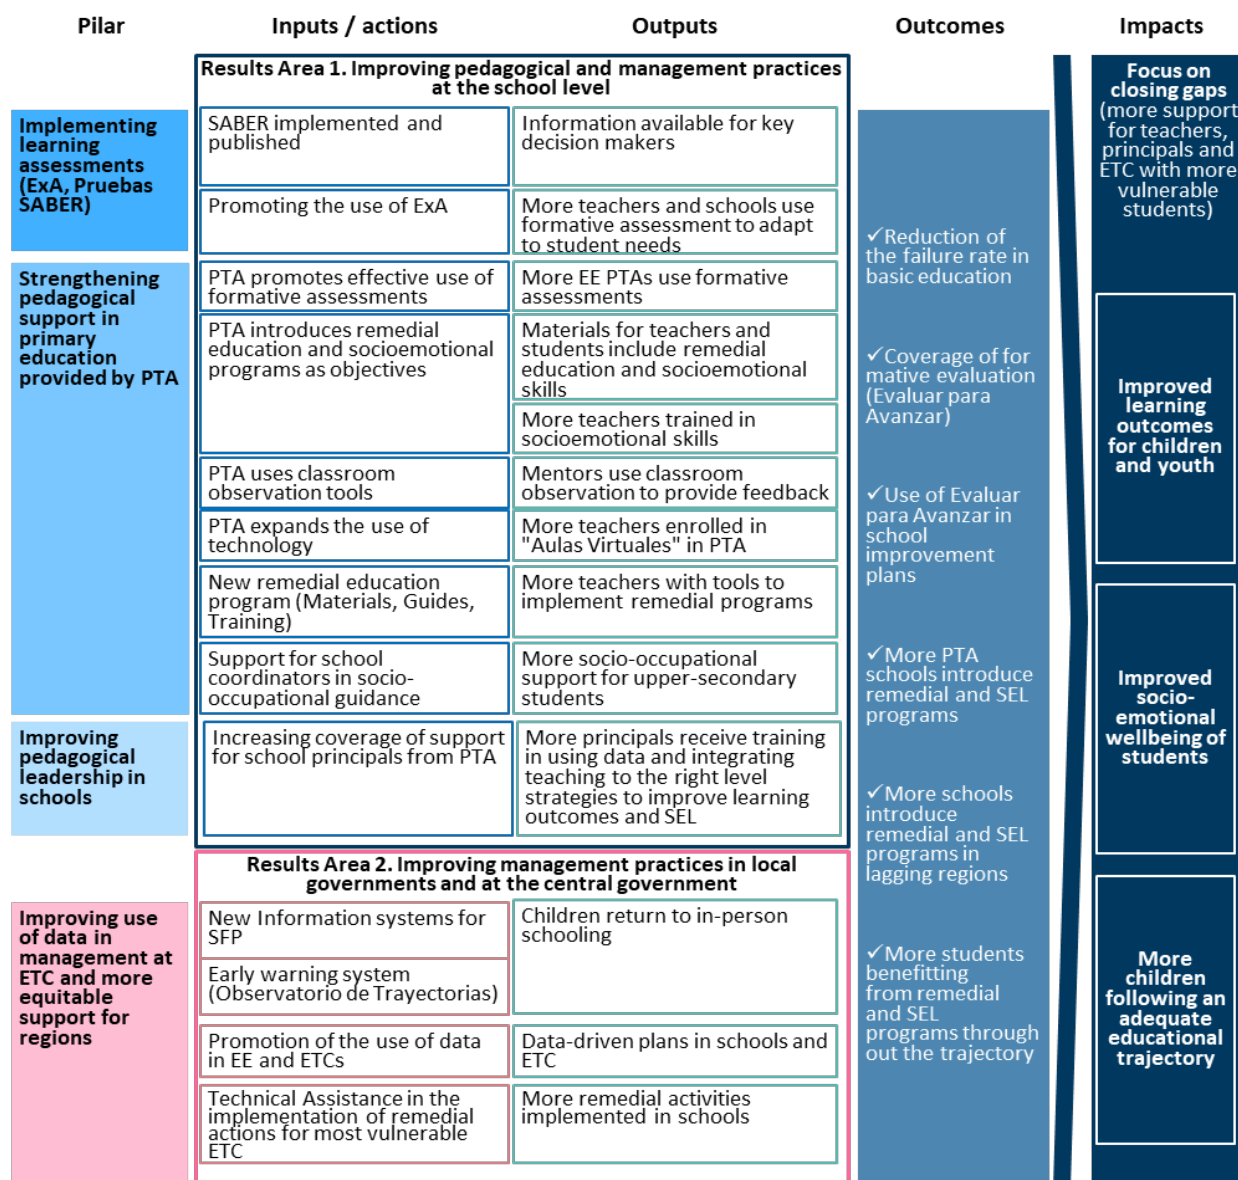 Pilar
Inputs / actions
Outputs
Outcomes
Impacts
Results Area 1. Improving pedagogical and management practices
at the school level
Implementing
learning
assessments
(ExA, Pruebas
SABER)
SABER implemented and
published
Information available for key
decision makers
Promoting the use of ExA
More teachers and schools use
formative assessment to adapt
to student needs
Strengthening
pedagogical
support in
primary
education
provided by PTA
PTA promotes effective use of
formative assessments
More EE PTAs use formative
assessments
PTA introduces remedial
education and socioemotional
programs as objectives
Materials for teachers and
students include remedial
education and socioemotional
skills
More teachers trained in
socioemotional skills
PTA uses classroom
observation tools
Mentors use classroom
observation to provide feedback
PTA expands the use of
technology
More teachers enrolled in
"Aulas Virtuales" in PTA
New remedial education
program (Materials, Guides,
Training)
More teachers with tools to
implement remedial programs
Support for school
coordinators in socio-
occupational guidance
More socio-occupational
support for upper-secondary
students
Improving
pedagogical
leadership in
schools
Increasing coverage of support
for school principals from PTA
More principals receive training
in using data and integrating
teaching to the right level
strategies to improve learning
outcomes and SEL
Results Area 2. Improving management practices in local
governments and at the central government
Improving use
of data in
management at
ETC and more
equitable
support for
regions
New Information systems for
SFP
Children return to in-person
schooling
Early warning system
(Observatorio de Trayectorias)
Promotion of the use of data
in EE and ETCs
Data-driven plans in schools and
ETC
Technical Assistance in the
implementation of remedial
actions for most vulnerable
ETC
More remedial activities
implemented in schools
✓Reduction of
the failure rate in
basic education
✓Coverage of for
mative evaluation
(Evaluar para
Avanzar)
✓Use of Evaluar
para Avanzar in
school
improvement
plans
✓More PTA
schools introduce
remedial and SEL
programs
✓More schools
introduce
remedial and SEL
programs in
lagging regions
✓More students
benefitting
from remedial
and SEL
programs through
out the trajectory
Focus on
closing gaps
(more support
for teachers,
principals and
ETC with more
vulnerable
students)
Improved
learning
outcomes
for children
and youth
Improved
socio-
emotional
wellbeing of
students
More
children
following an
adequate
educational
trajectory